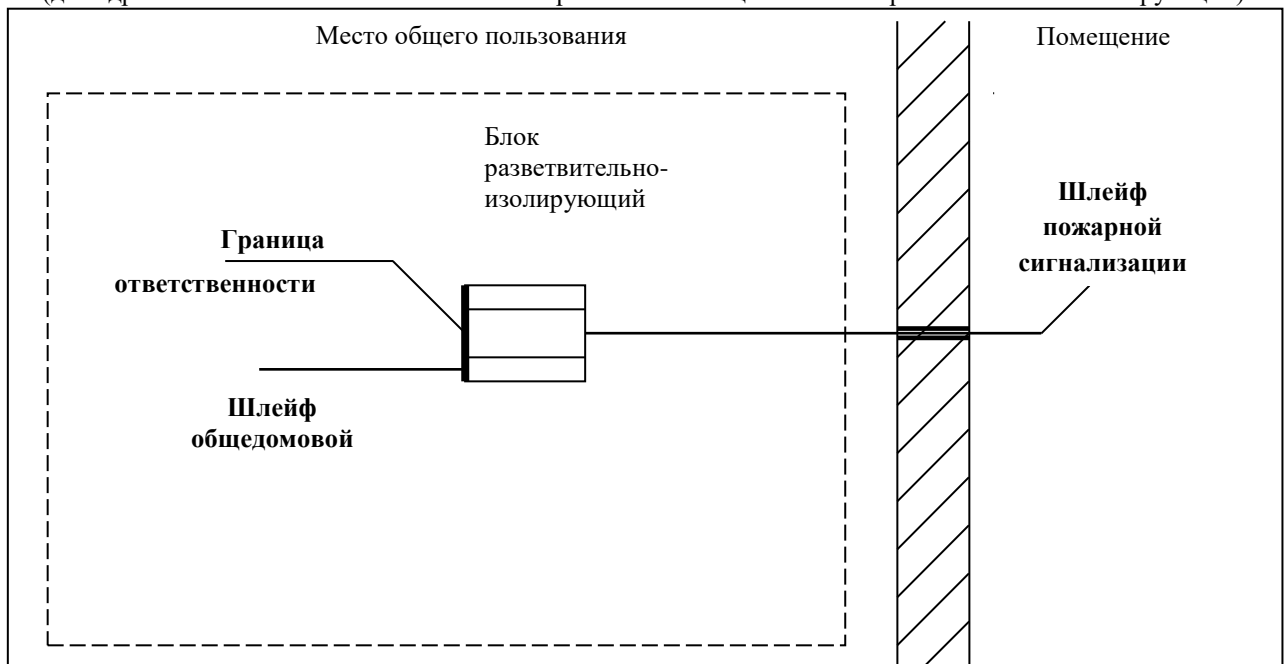 Место общего пользования
Помещение
Блок
разветвительно-
изолирующий
Шлейф
пожарной
сигнализации
Граница
ответственности
Шлейф
общедомовой